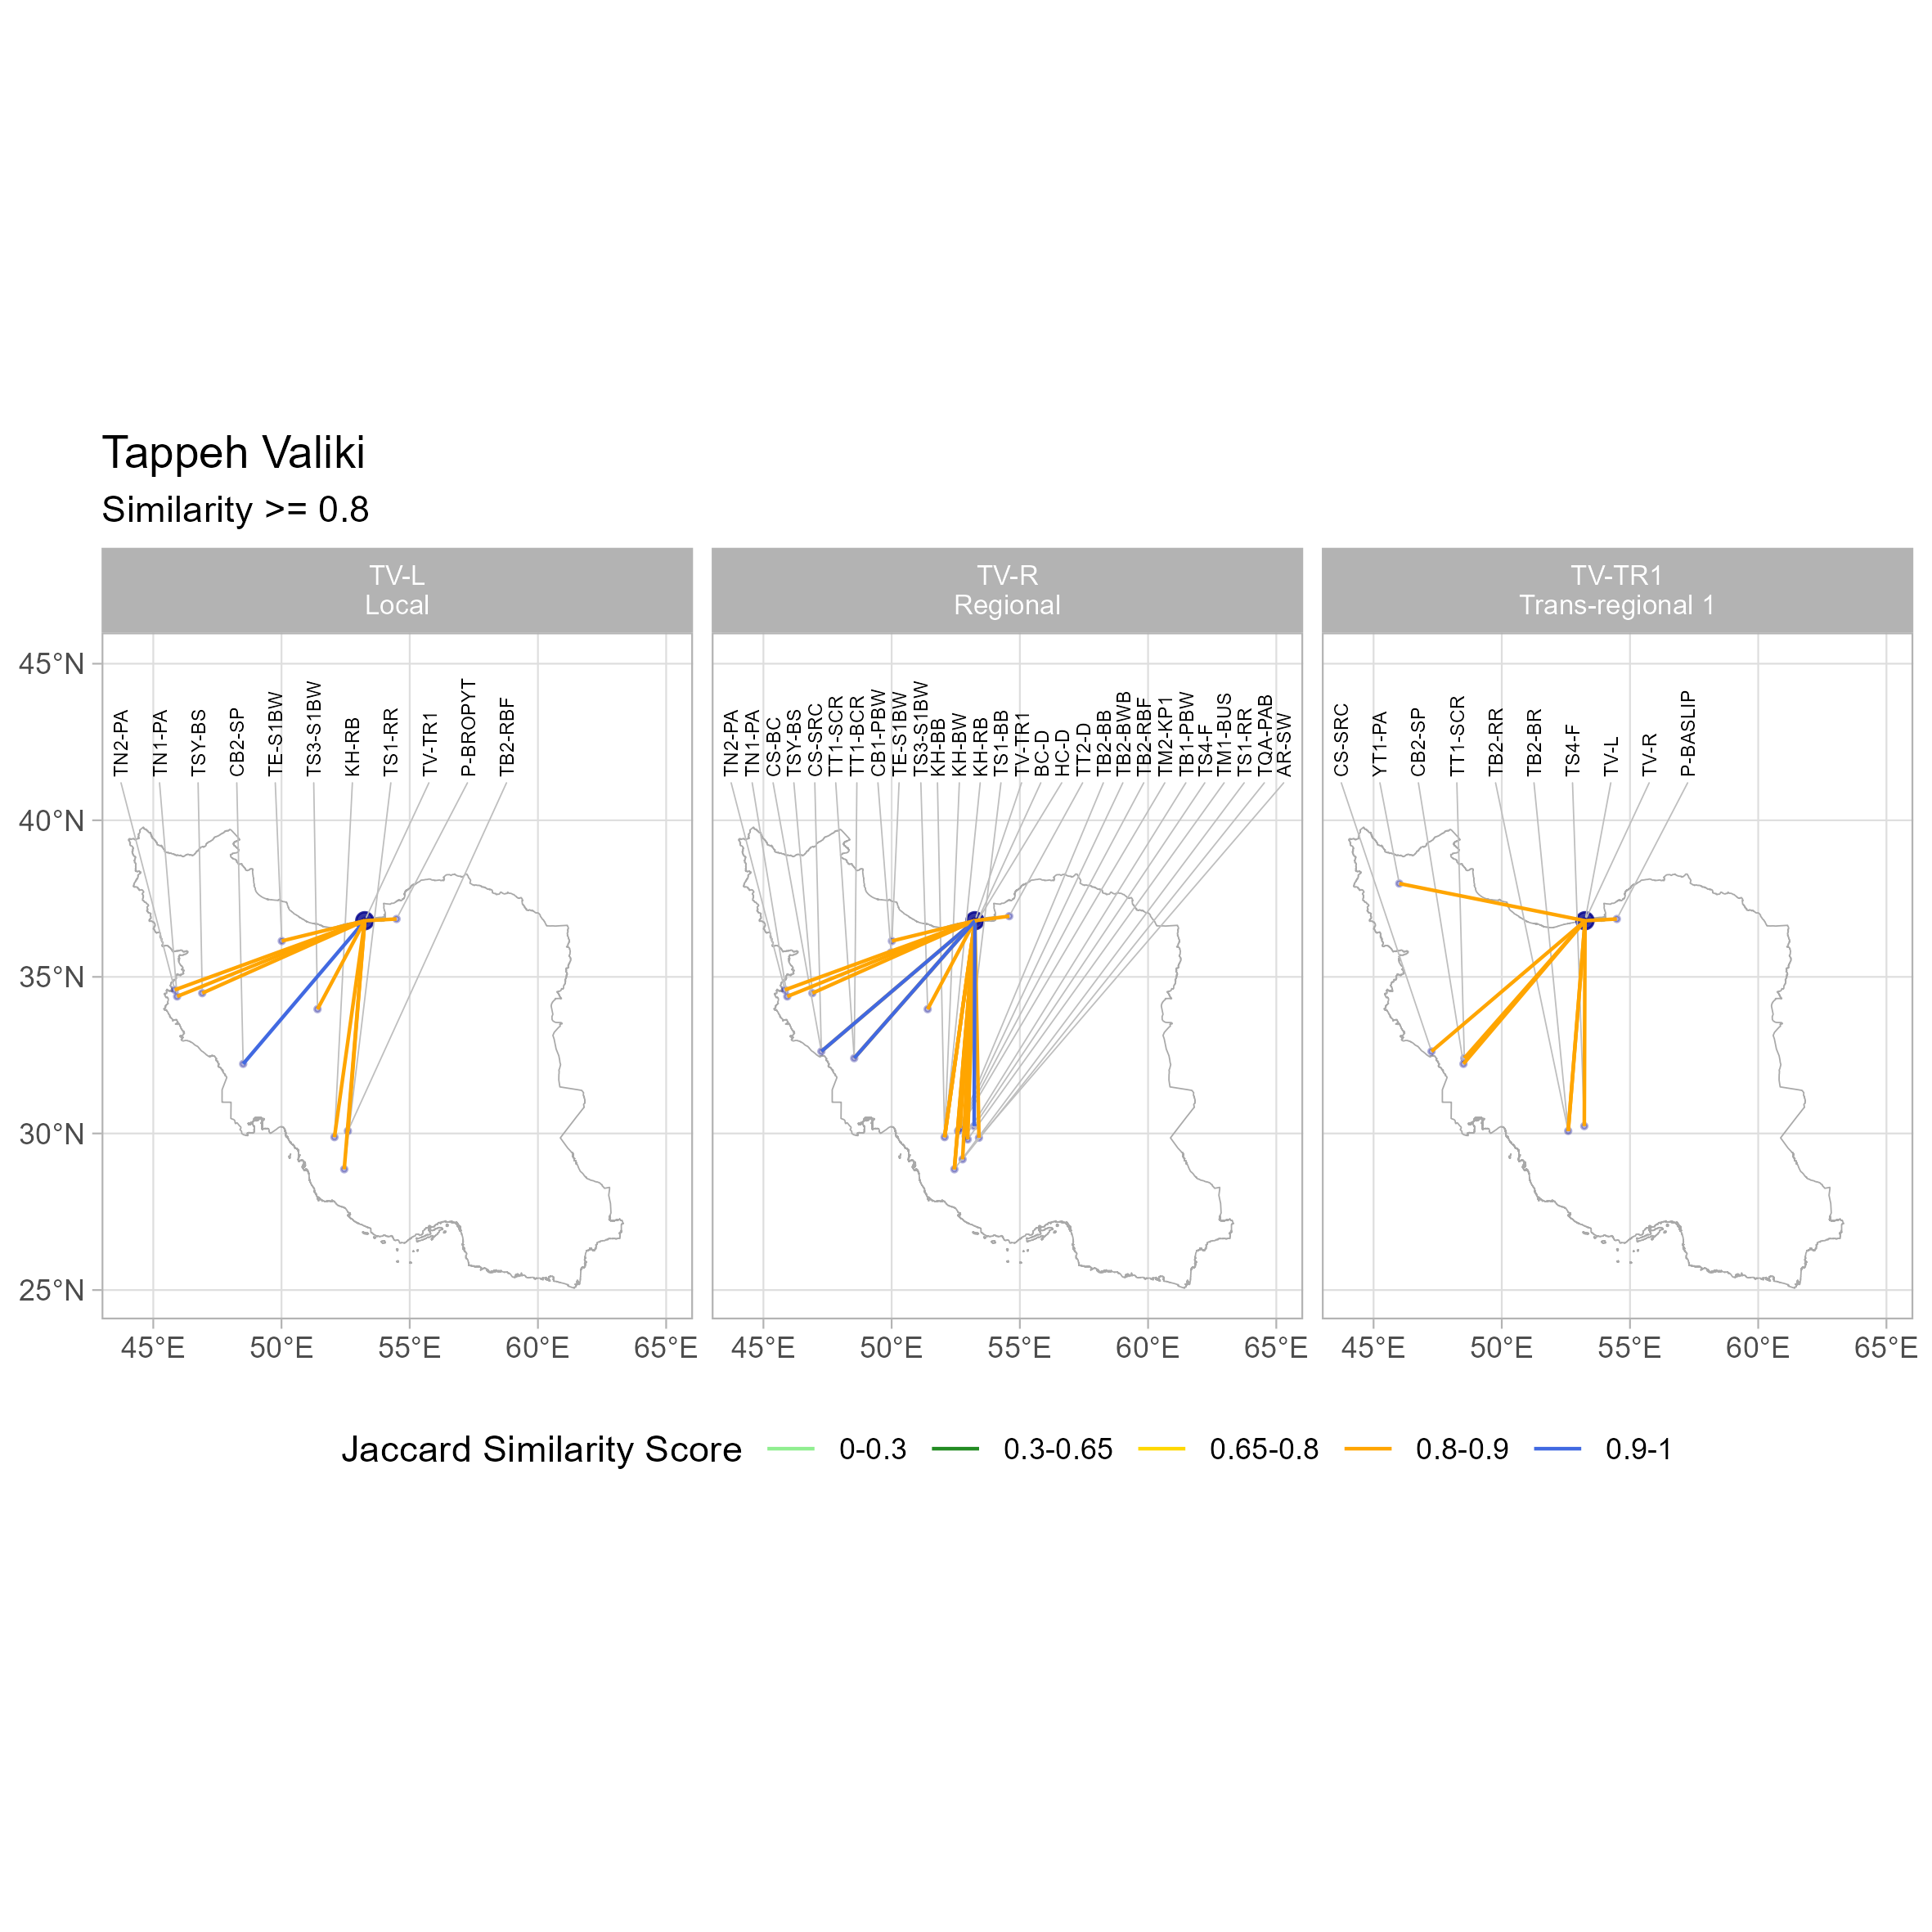 Tappeh Valiki
Similarity >= 0.8
TV-L
Local
TV-R
Regional
TV-TR1
Trans-regional 1
45°N
40°N
35°N
30°N
25°N
TN2-PA
TN1-PA
TSY-BS
CB2-SP
TE-S1BW
TS3-S1BW
KH-RB
TS1-RR
TV-TR1
P-BROPYT
TB2-RBF
TN2-PA
TN1-PA
CS-BC
TSY-BS
CS-SRC
TT1-SCR
TT1-BCR
CB1-PBW
TE-S1BW
TS3-S1BW
KH-BB
KH-BW
KH-RB
TS1-BB
TV-TR1
BC-D
HC-D
TT2-D
TB2-BB
TB2-BWB
TB2-RBF
TM2-KP1
TB1-PBW
TS4-F
TM1-BUS
TS1-RR
TQA-PAB
AR-SW
CS-SRC
YT1-PA
CB2-SP
TT1-SCR
TB2-RR
TB2-BR
TS4-F
TV-L
TV-R
P-BASLIP
45°E 50°E 55°E 60°E 65°E
45°E 50°E 55°E 60°E 65°E
45°E 50°E 55°E 60°E 65°E
Jaccard Similarity Score 0-0.3 0.3-0.65 0.65-0.8 0.8-0.9 0.9-1